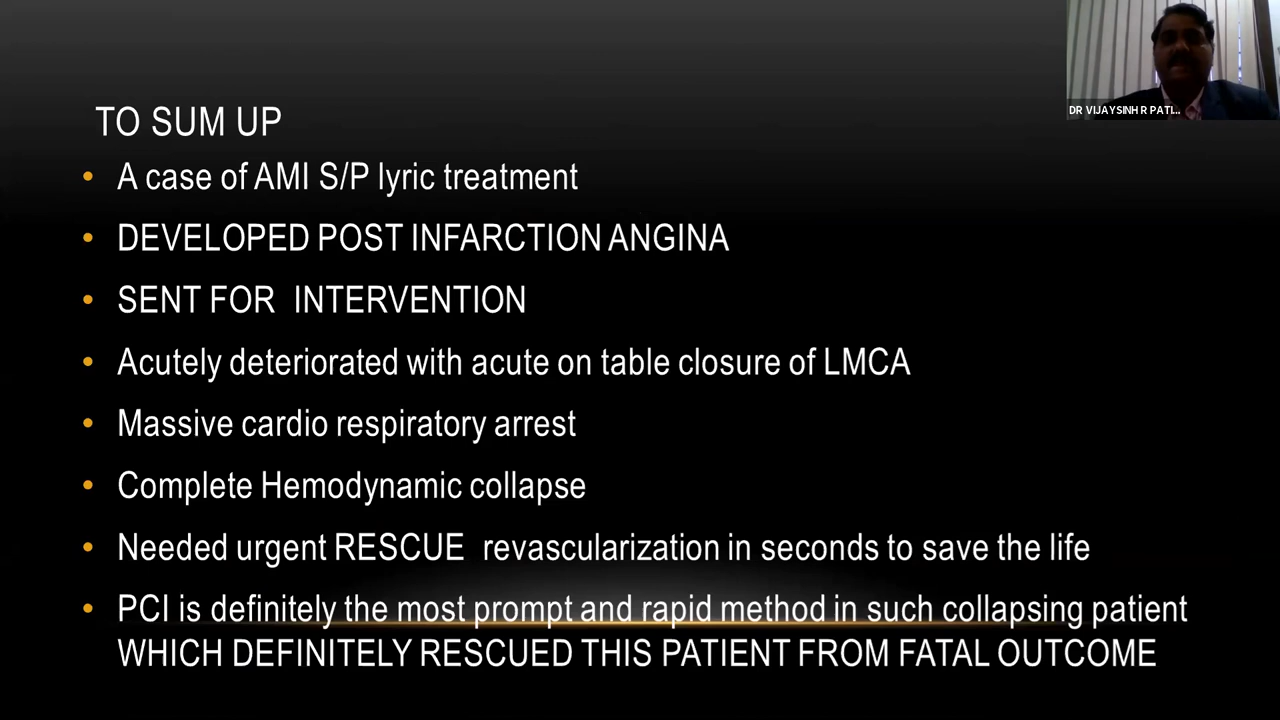 DR VIJAYSINH R PATI...
TO SUM UP
• A case of AMI S/P lyric treatment
• DEVELOPED POST INFARCTION ANGINA
• SENT FOR INTERVENTION
• Acutely deteriorated with acute on table closure of LMCA
• Massive cardio respiratory arrest
• Complete Hemodynamic collapse
• Needed urgent RESCUE revascularization in seconds to save the life
• PCI is definitely the most prompt and rapid method in such collapsing patient
WHICH DEFINITELY RESCUED THIS PATIENT FROM FATAL OUTCOME